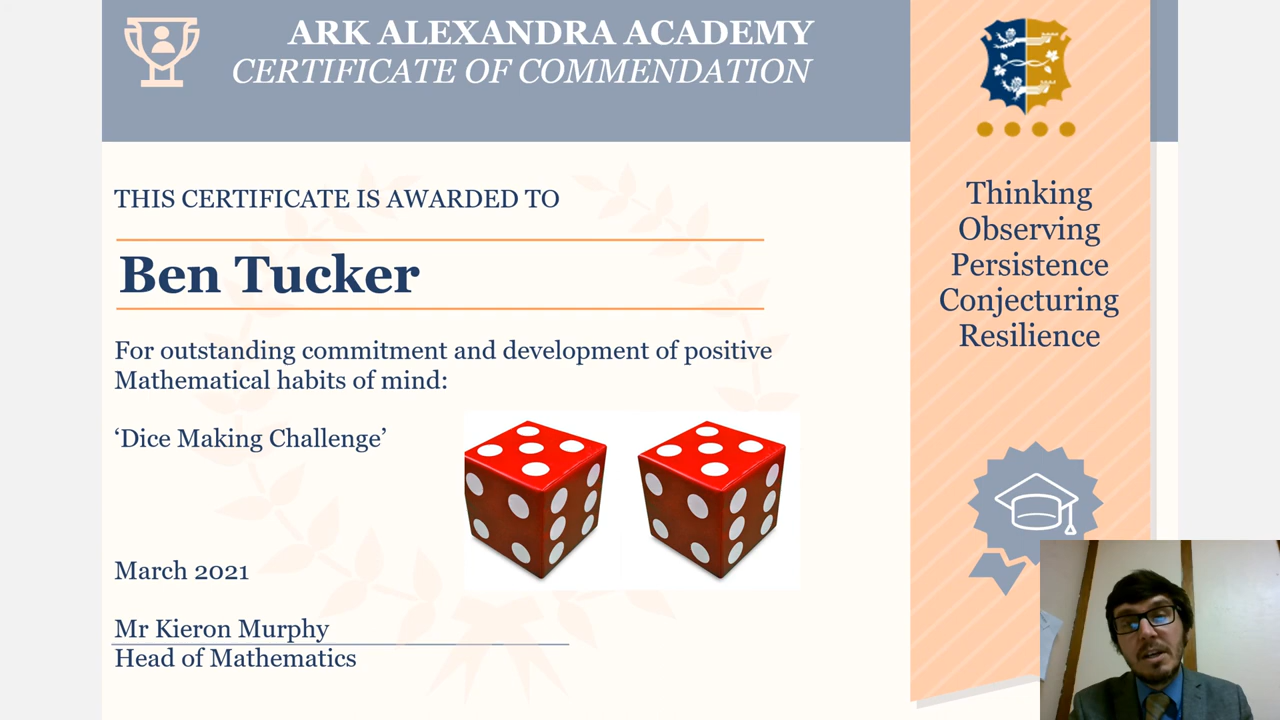 ARK ALEXANDRA ACADEMY
CERTIFICATE OF COMMENDATION
THIS CERTIFICATE IS AWARDED TO
Ben Tucker
For outstanding commitment and development of positive
Mathematical habits of mind:
‘Dice Making Challenge’
March 2021
Mr Kieron Murphy
Head of Mathematics
Thinking
Observing
Persistence
Conjecturing
Resilience